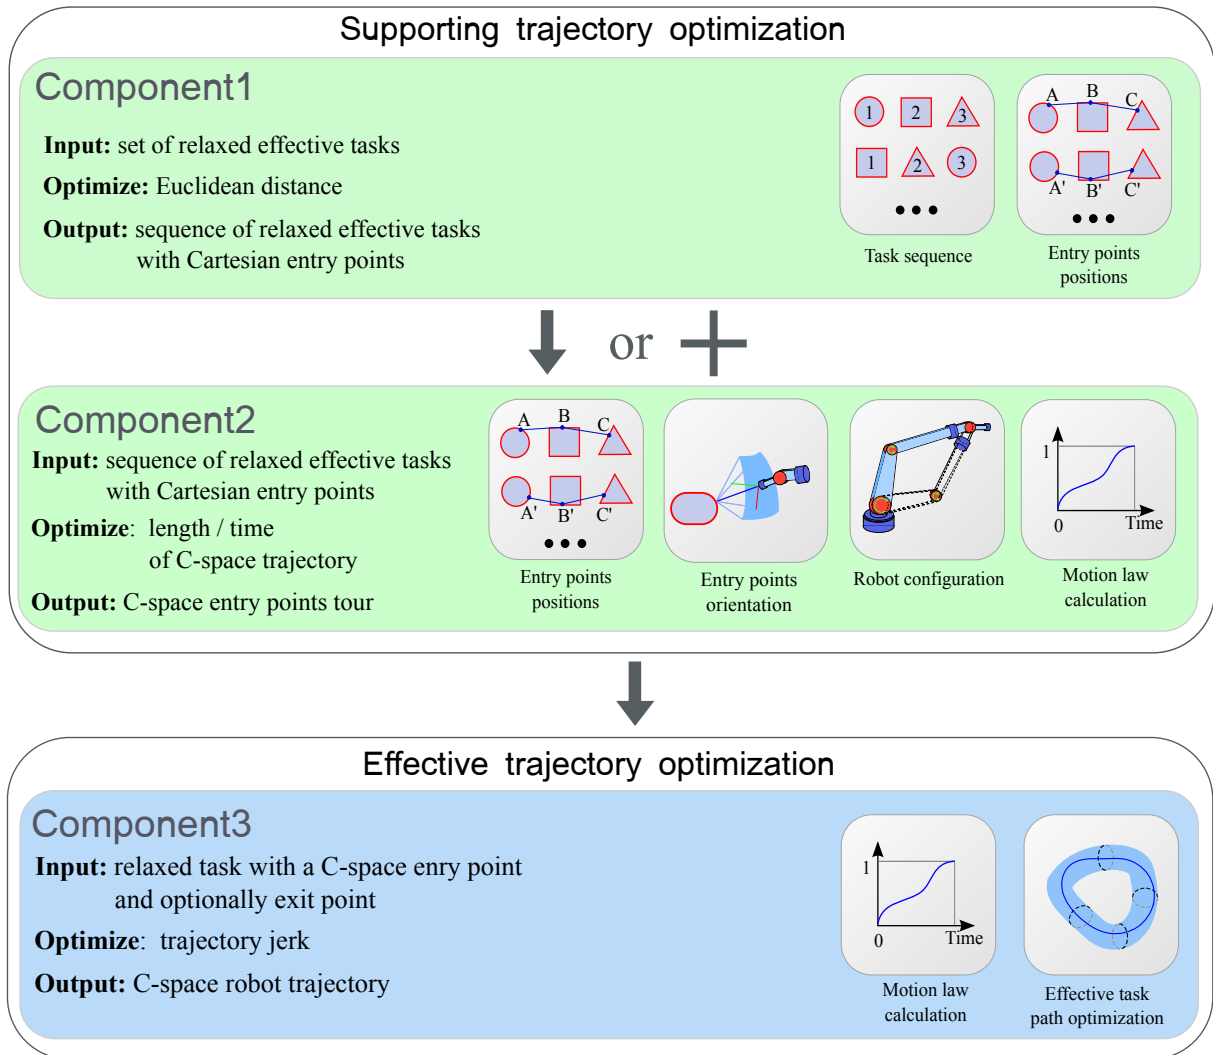 Supporting trajectory optimization
Component1
Input: set of relaxed effective tasks
Optimize: Euclidean distance
Output: sequence of relaxed effective tasks
with Cartesian entry points
1 2 3
1 2 3
Task sequence
A B C
A' B' C'
Entry points
positions
or
Component2
Input: sequence of relaxed effective tasks
with Cartesian entry points
Optimize: length / time
of C-space trajectory
Output: C-space entry points tour
A B C
A' B' C'
Entry points
positions
Entry points
orientation
Robot configuration
1
0 Time
Motion law
calculation
Effective trajectory optimization
Component3
Input: relaxed task with a C-space enry point
and optionally exit point
Optimize: trajectory jerk
Output: C-space robot trajectory
1
0 Time
Motion law
calculation
Effective task
path optimization